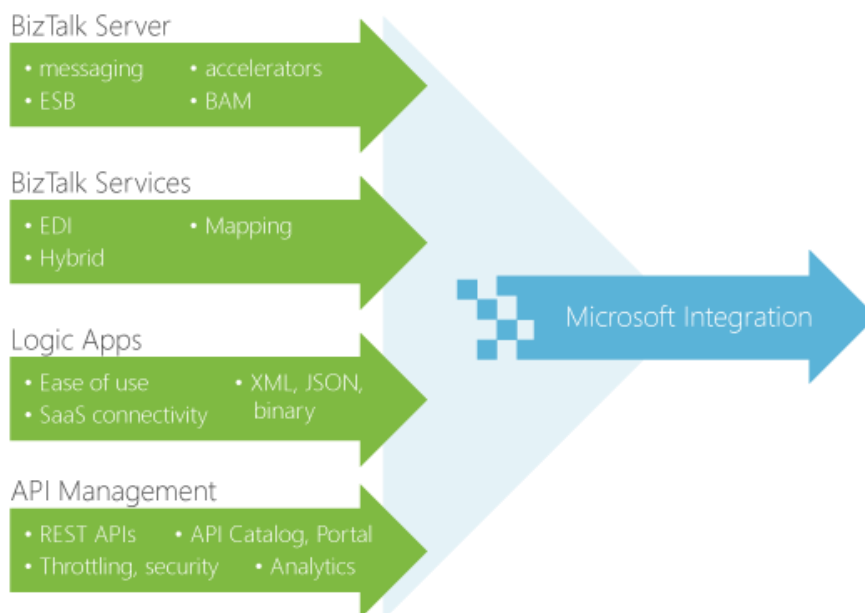 BizTalk Server
• messaging • accelerators
• ESB • BAM
BizTalk Services
• EDI • Mapping
• Hybrid
Logic Apps
• Ease of use • XML, JSON,
• SaaS connectivity binary
API Management
• REST APIs • API Catalog, Portal
• Throttling, security • Analytics
Microsoft Integration